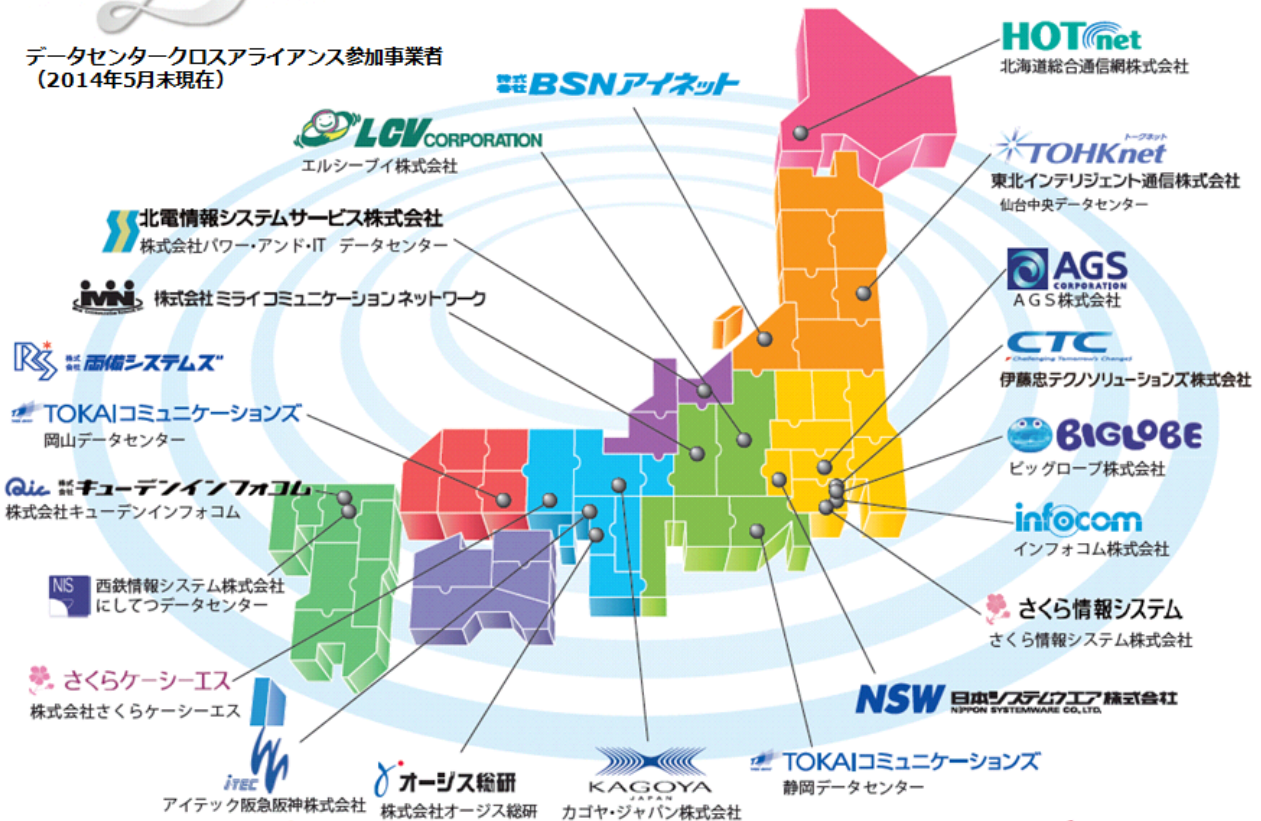 データセンタークロスアライアンス参加事業者
（2014年5月末現在）
HOTnet
北海道総合通信網株式会社
株式会社BSNアイネット
LCV CORPORATION
エルシーブイ株式会社
トークネット
TOHKnet
東北インテリジェント通信株式会社
仙台中央データセンター
北電情報システムサービス株式会社
株式会社パワー・アンド・IT　データセンター
AGS
CORPORATION
ＡＧＳ株式会社
株式会社ミライコミュニケーションネットワーク
CTC
Challenging Tomorrow's Changes
伊藤忠テクノソリューションズ株式会社
RS 株式会社両備システムズ
TOKAIコミュニケーションズ
岡山データセンター
BIGLOBE
ビッグローブ株式会社
Qic 株式会社キューデンインフォコム
株式会社キューデンインフォコム
infocom
インフォコム株式会社
NIS
西鉄情報システム株式会社
にしてつデータセンター
さくら情報システム
さくら情報システム株式会社
さくらケーシーエス
株式会社さくらケーシーエス
NSW 日本システムウエア株式会社
NIPPON SYSTEMWARE CO., LTD.
iTEC
アイテック阪急阪神株式会社
オージス総研
株式会社オージス総研
KAGOYA
JAPAN
カゴヤ・ジャパン株式会社
TOKAIコミュニケーションズ
静岡データセンター